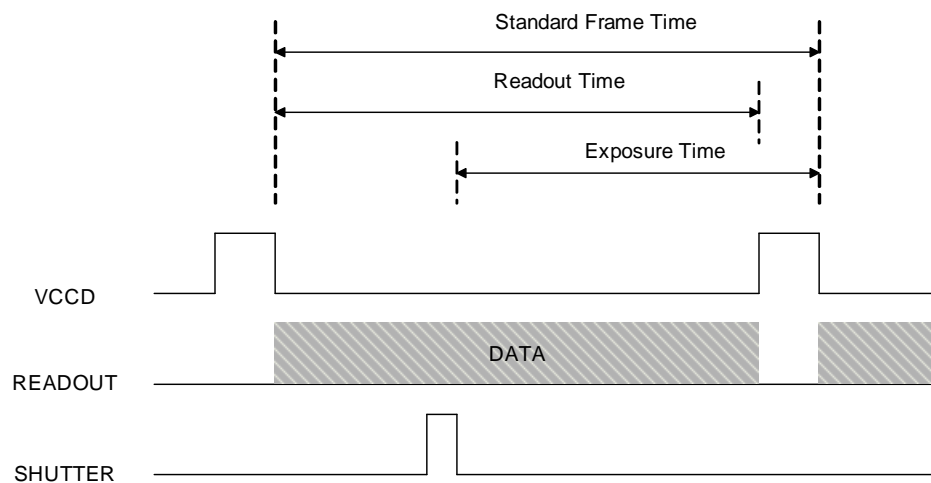 Standard Frame Time
Readout Time
Exposure Time
VCCD
DATA
READOUT
SHUTTER